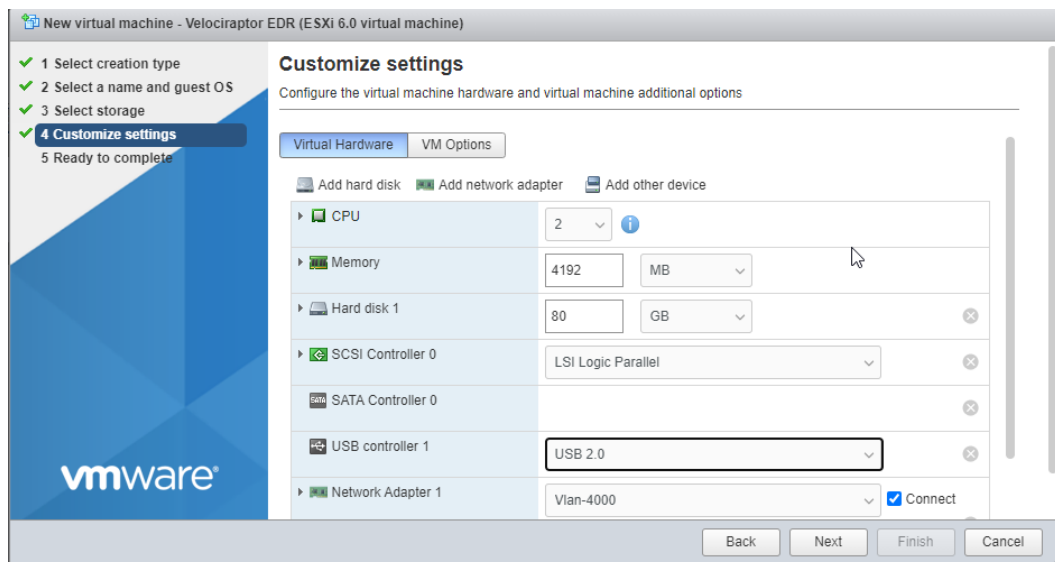 New virtual machine - Velociraptor EDR (ESXi 6.0 virtual machine)
1 Select creation type
2 Select a name and guest OS
3 Select storage
4 Customize settings
5 Ready to complete
vmware®
Customize settings
Configure the virtual machine hardware and virtual machine additional options
Virtual Hardware VM Options
Add hard disk Add network adapter Add other device
CPU 2
Memory 4192 MB
Hard disk 1 80 GB
SCSI Controller 0 LSI Logic Parallel
SATA SATA Controller 0
USB controller 1 USB 2.0
Network Adapter 1 Vlan-4000 Connect
Back Next Finish Cancel